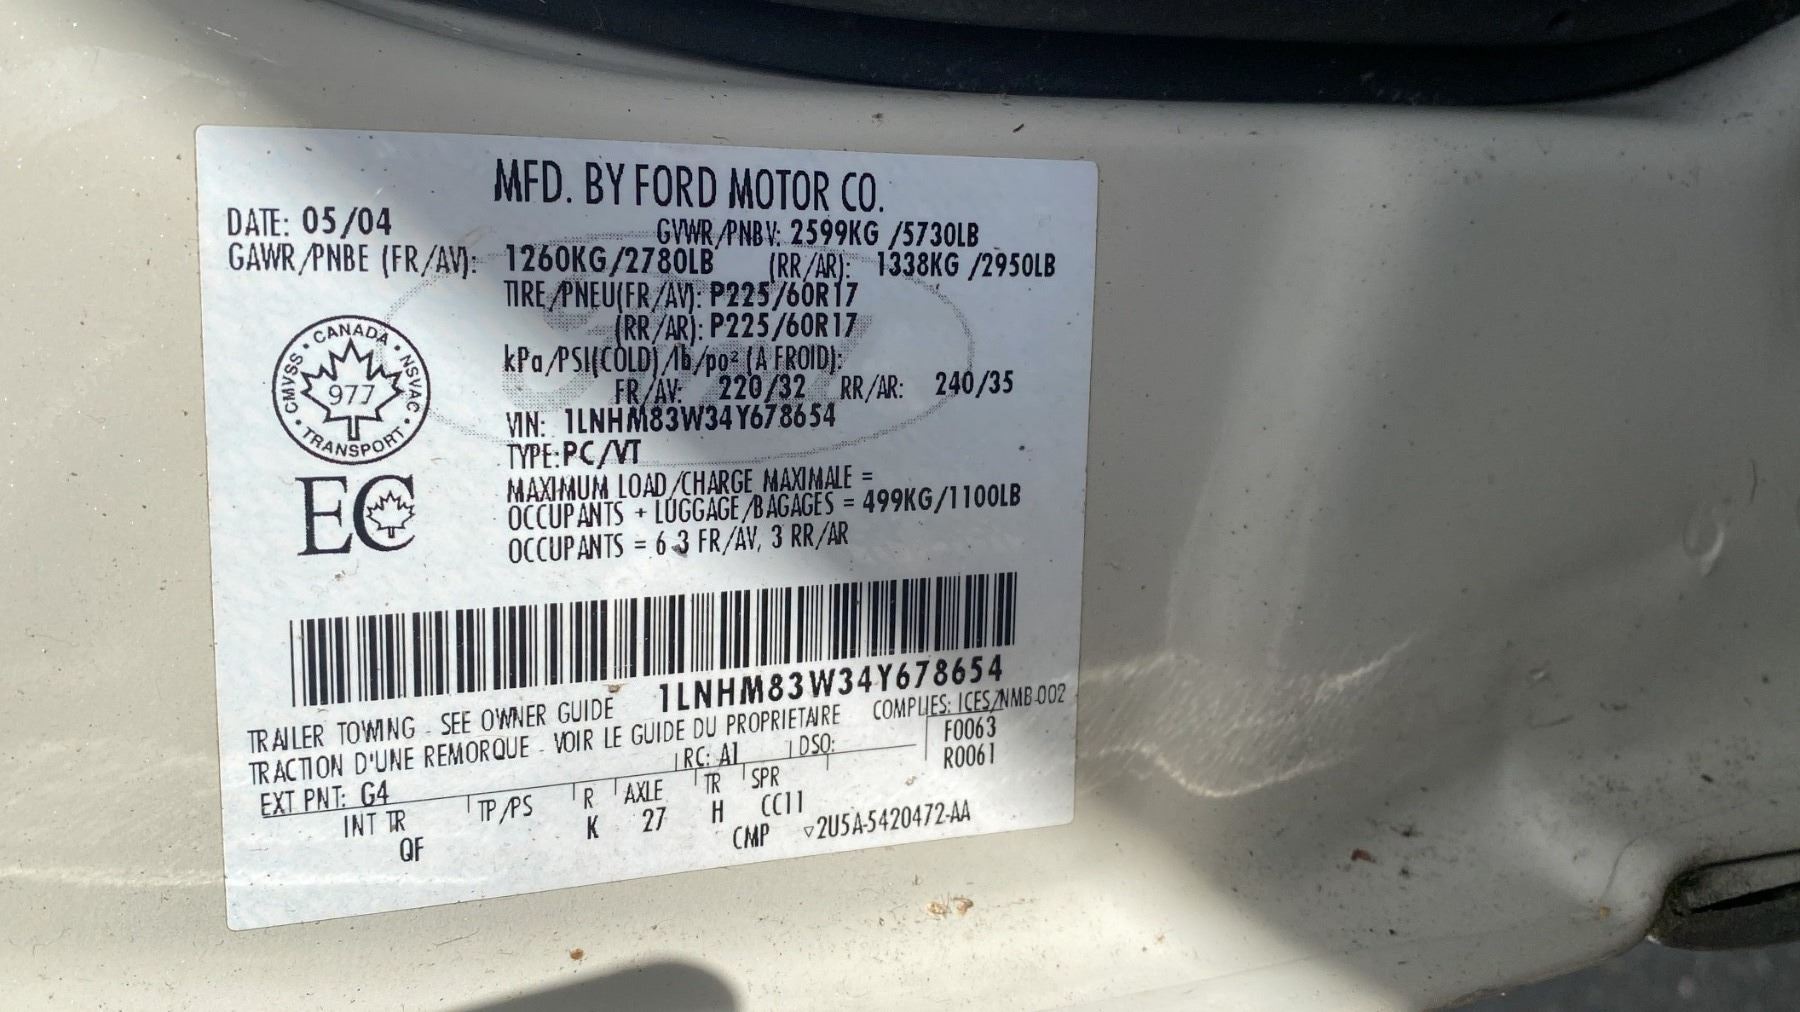 MFD. BY FORD MOTOR CO.
DATE: 05/04
GVWR/PNBV: 2599KG /5730LB
GAWR/PNBE (FR/AV): 1260KG/2780LB (RR/AR): 1338KG /2950LB
TIRE/PNEU(FR/AV): P225/60R17
(RR/AR): P225/60R17
kPa/PSI(COLD)/lb/po² (A FROID):
FR/AV: 220/32 RR/AR: 240/35
VIN: 1LNHM83W34Y678654
TYPE:PC/VT
MAXIMUM LOAD/CHARGE MAXIMALE =
OCCUPANTS + LUGGAGE/BAGAGES = 499KG/1100LB
OCCUPANTS = 6-3 FR/AV, 3 RR/AR
CANADA • NSVAC • TRANSPORT • CMVSS •
977
EC
1LNHM83W34Y678654
TRAILER TOWING - SEE OWNER GUIDE
TRACTION D'UNE REMORQUE - VOIR LE GUIDE DU PROPRIETAIRE
COMPLIES: ICES/NMB-002
F0063
R0061
EXT PNT: G4 RC: A1 DSO:
INT TR TP/PS R AXLE TR SPR
QF K 27 H CC11
CMP ▽2U5A-5420472-AA